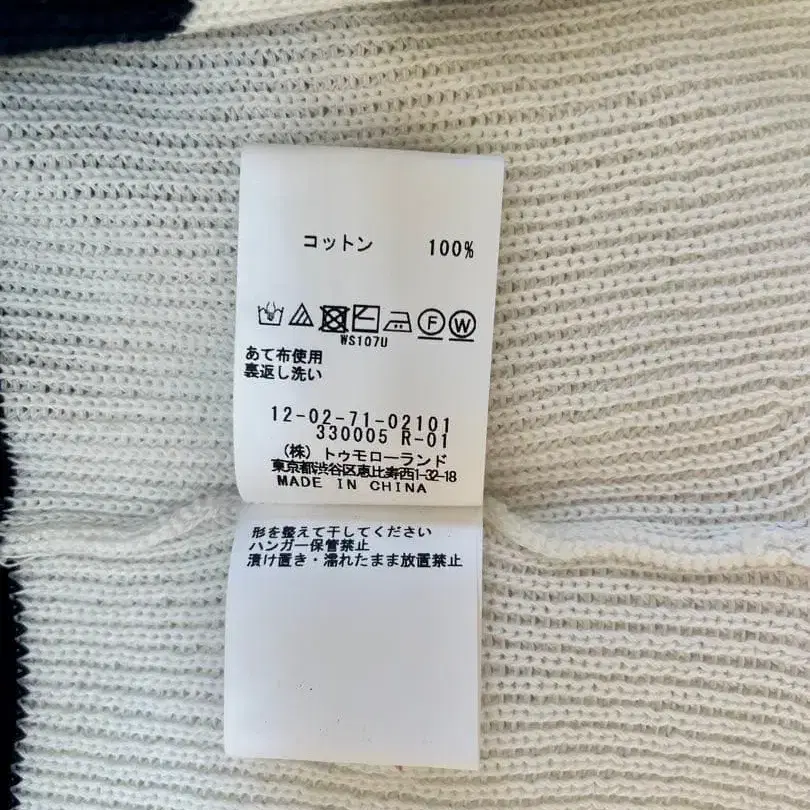 コットン 100%
F W
WS107U
あて布使用
裏返し洗い
12-02-71-02101
330005 R-01
(株) トゥモローランド
東京都渋谷区恵比寿西1-32-18
MADE IN CHINA
形を整えて干してください
ハンガー保管禁止
漬け置き・濡れたまま放置禁止